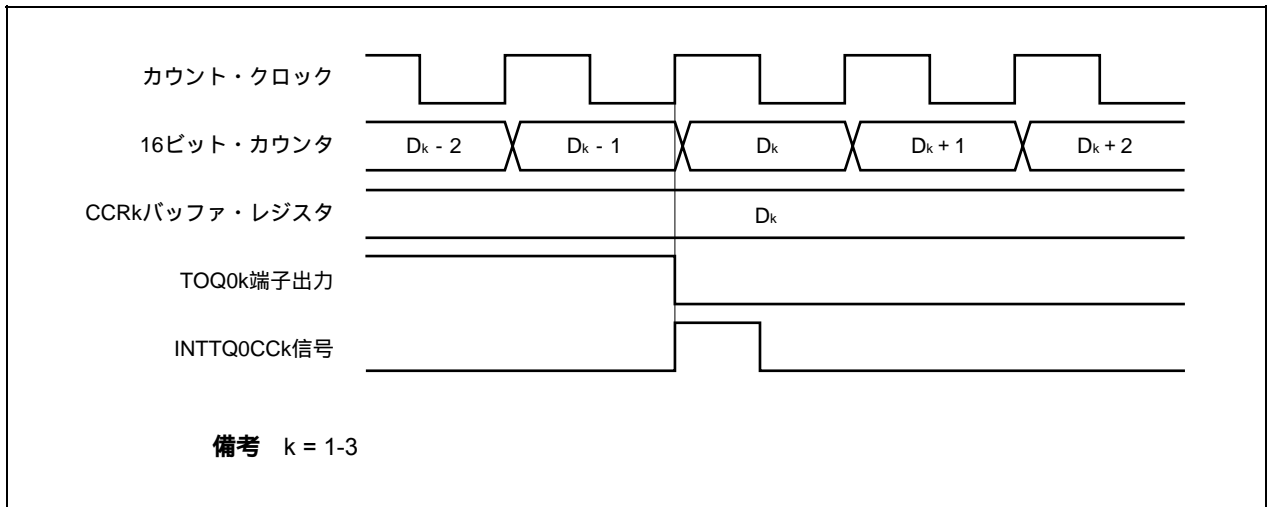 カウント・クロック
16ビット・カウンタ Dk - 2 Dk - 1 Dk Dk + 1 Dk + 2
CCRkバッファ・レジスタ Dk
TOQ0k端子出力
INTTQ0CCk信号
備考 k = 1-3